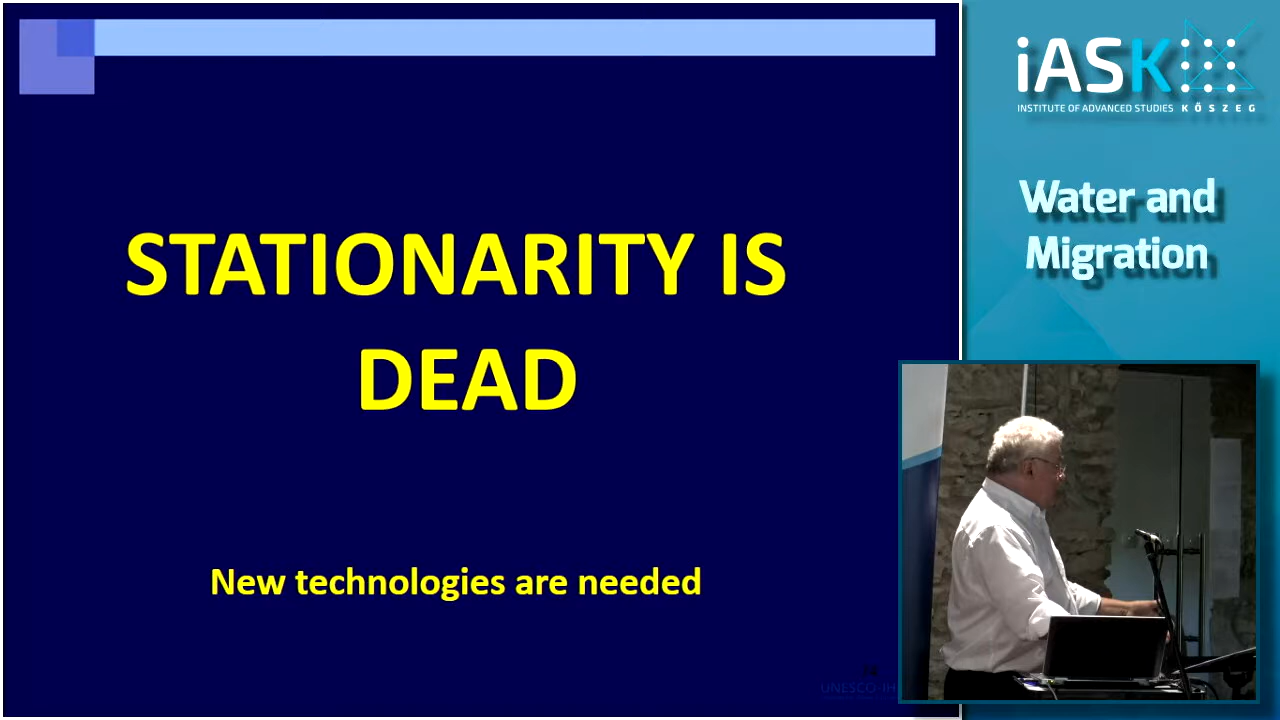 STATIONARITY IS
DEAD
New technologies are needed
iASK
INSTITUTE OF ADVANCED STUDIES KŐSZEG
Water and
Migration